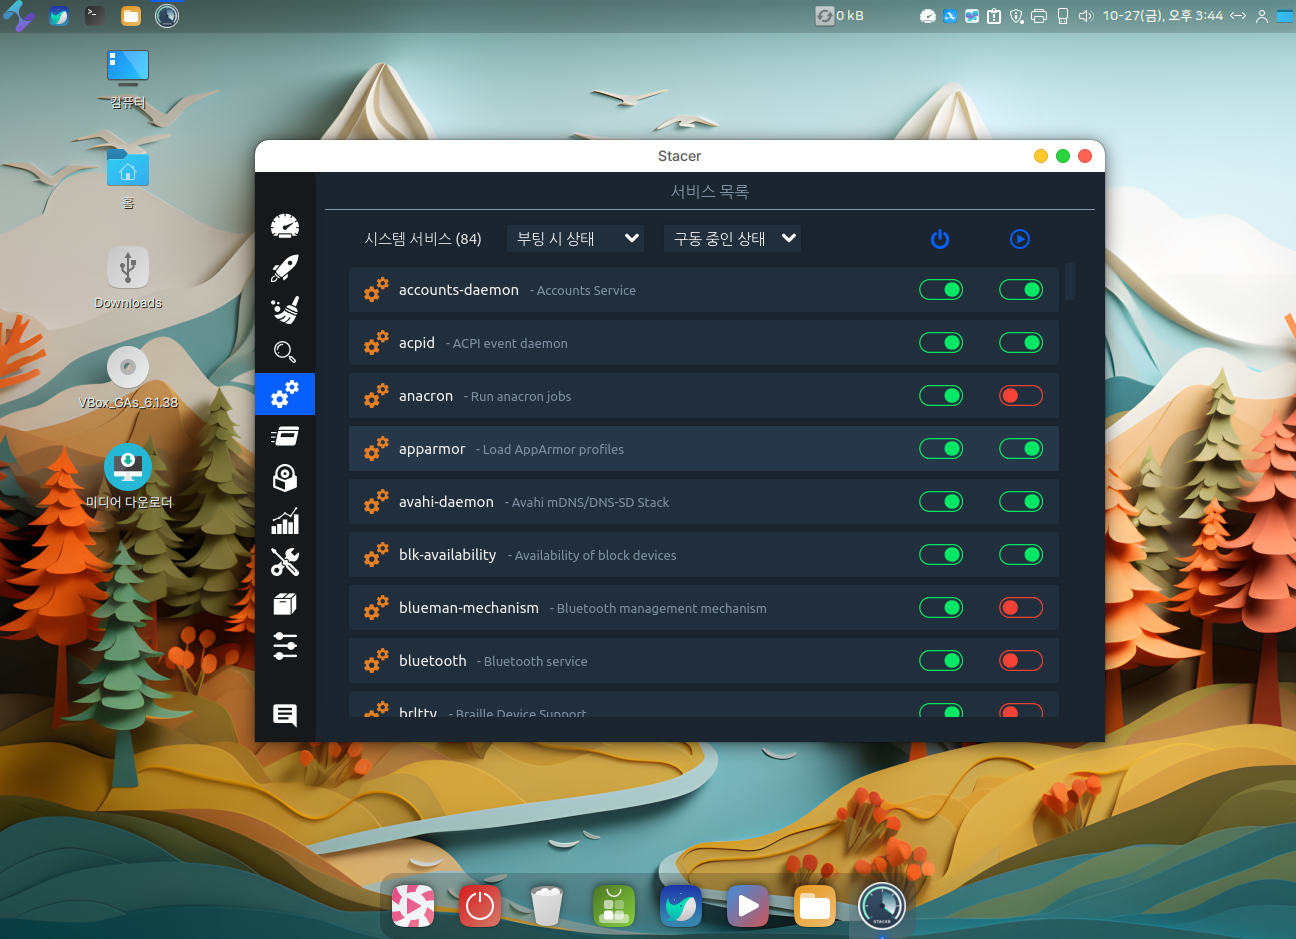 0 kB
10-27(금), 오후 3:44
컴퓨터
홈
Downloads
VBox_GAs_6.1.38
미디어 다운로더
Stacer
서비스 목록
시스템 서비스 (84)
부팅 시 상태
구동 중인 상태
accounts-daemon - Accounts Service
acpid - ACPI event daemon
anacron - Run anacron jobs
apparmor - Load AppArmor profiles
avahi-daemon - Avahi mDNS/DNS-SD Stack
blk-availability - Availability of block devices
blueman-mechanism - Bluetooth management mechanism
bluetooth - Bluetooth service
brltty - Braille Device Support
STACER